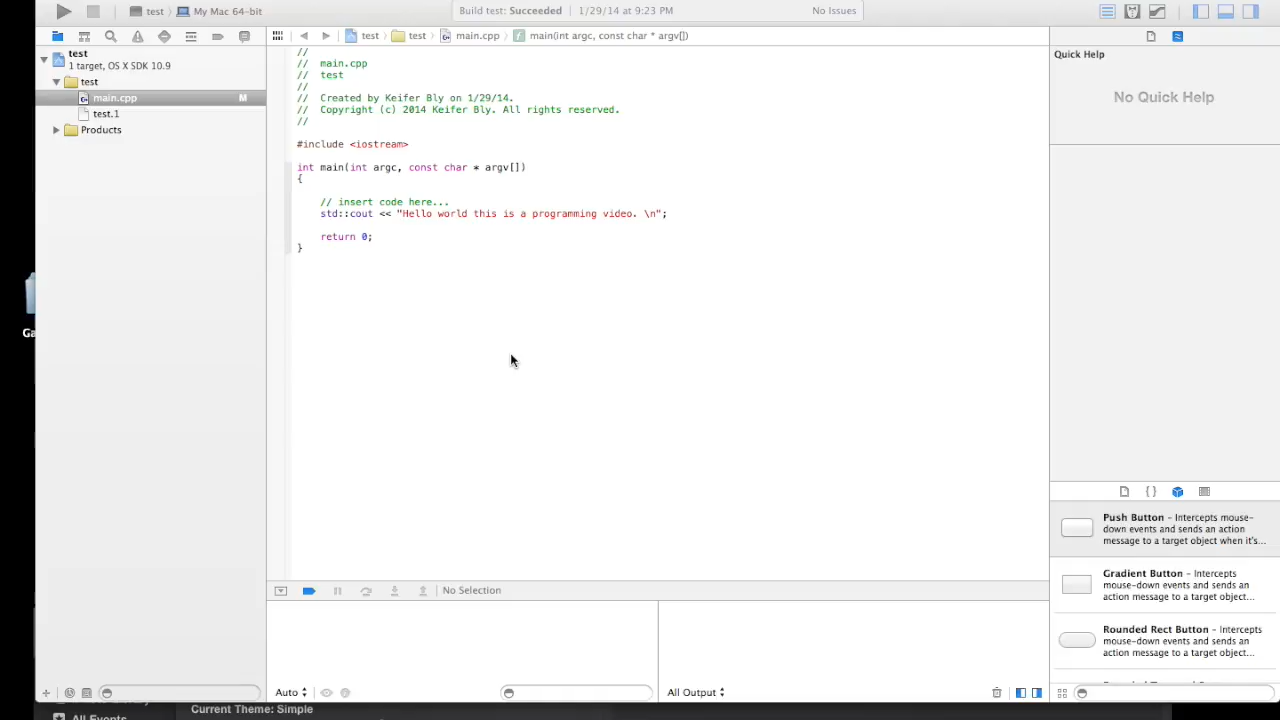 test
My Mac 64-bit
Build test: Succeeded
1/29/14 at 9:23 PM
No Issues
test
test
main.cpp
main(int argc, const char * argv[])
Quick Help
No Quick Help
test
1 target, OS X SDK 10.9
test
main.cpp
M
test.1
Products
//
// main.cpp
// test
//
// Created by Keifer Bly on 1/29/14.
// Copyright (c) 2014 Keifer Bly. All rights reserved.
//
#include <iostream>
int main(int argc, const char * argv[])
{
// insert code here...
std::cout << "Hello world this is a programming video. \n";
return 0;
}
Ga
Push Button – Intercepts mouse-
down events and sends an action
message to a target object when it's...
Gradient Button – Intercepts
mouse-down events and sends an
action message to a target object...
Rounded Rect Button – Intercepts
mouse-down events and sends an
action message to a target object...
No Selection
Auto
All Output
Current Theme: Simple
All Events